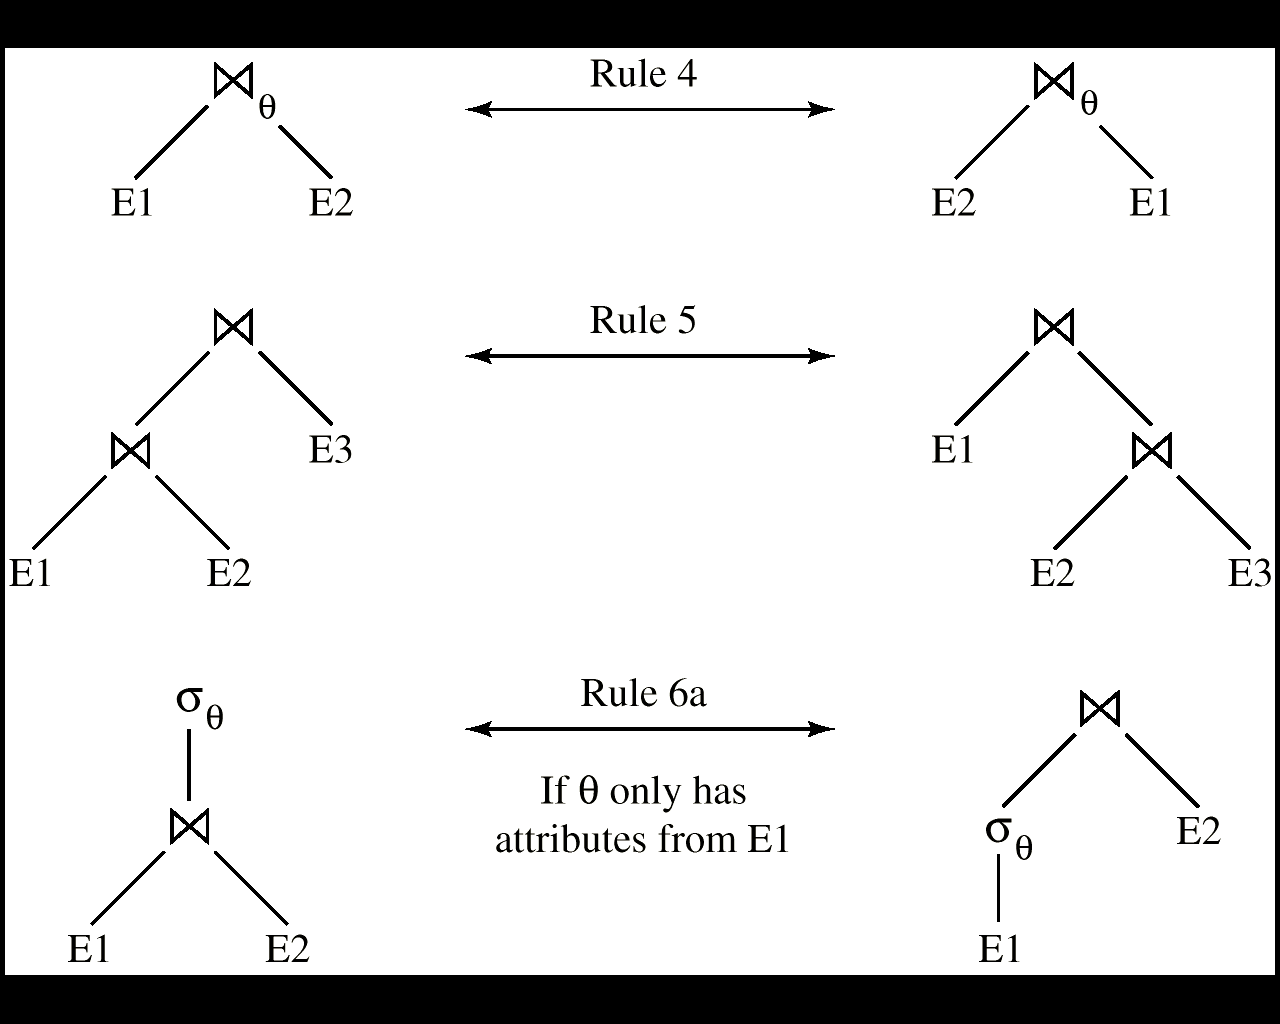 ⋈θ Rule 4 ⋈θ
E1 E2 E2 E1
⋈ Rule 5 ⋈
⋈ E3 E1 ⋈
E1 E2 E2 E3
σθ Rule 6a ⋈
If θ only has
attributes from E1
⋈ σθ E2
E1 E2 E1